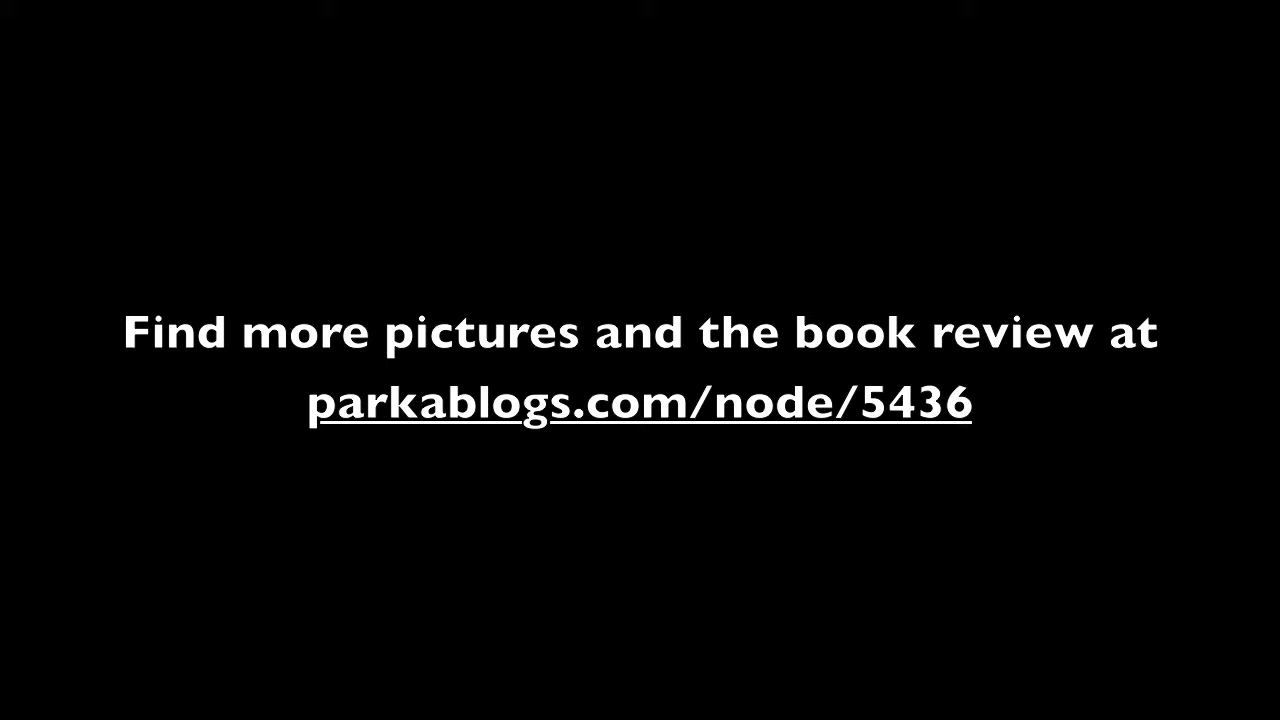 Find more pictures and the book review at
parkablogs.com/node/5436